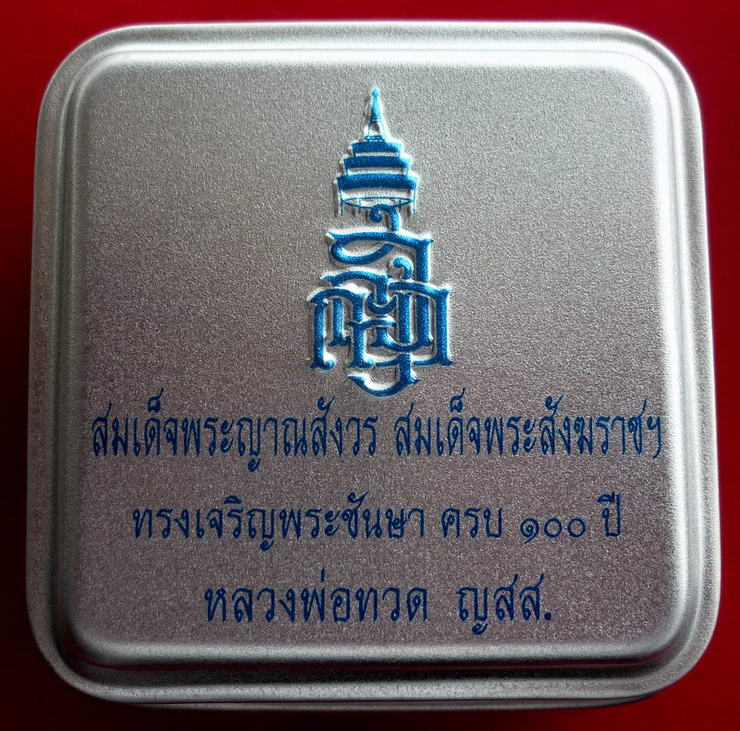 สมเด็จพระญาณสังวร สมเด็จพระสังฆราชฯ
ทรงเจริญพระชันษา ครบ ๑๐๐ ปี
หลวงพ่อทวด ญสส.